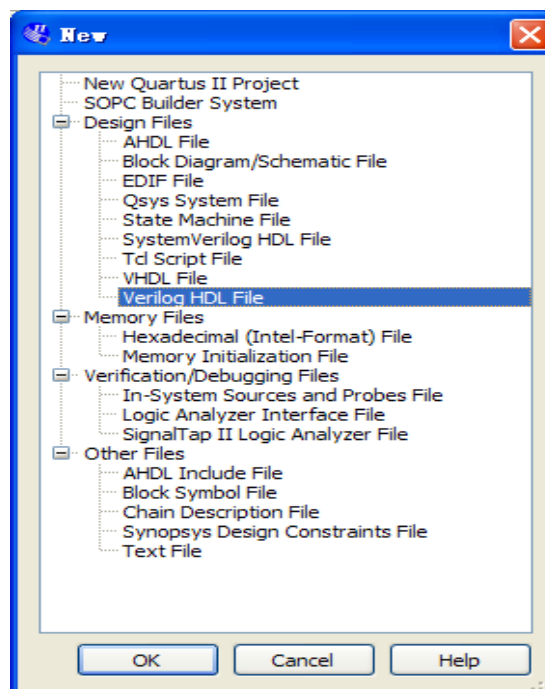 New
New Quartus II Project
SOPC Builder System
Design Files
AHDL File
Block Diagram/Schematic File
EDIF File
Qsys System File
State Machine File
SystemVerilog HDL File
Tcl Script File
VHDL File
Verilog HDL File
Memory Files
Hexadecimal (Intel-Format) File
Memory Initialization File
Verification/Debugging Files
In-System Sources and Probes File
Logic Analyzer Interface File
SignalTap II Logic Analyzer File
Other Files
AHDL Include File
Block Symbol File
Chain Description File
Synopsys Design Constraints File
Text File
OK Cancel Help